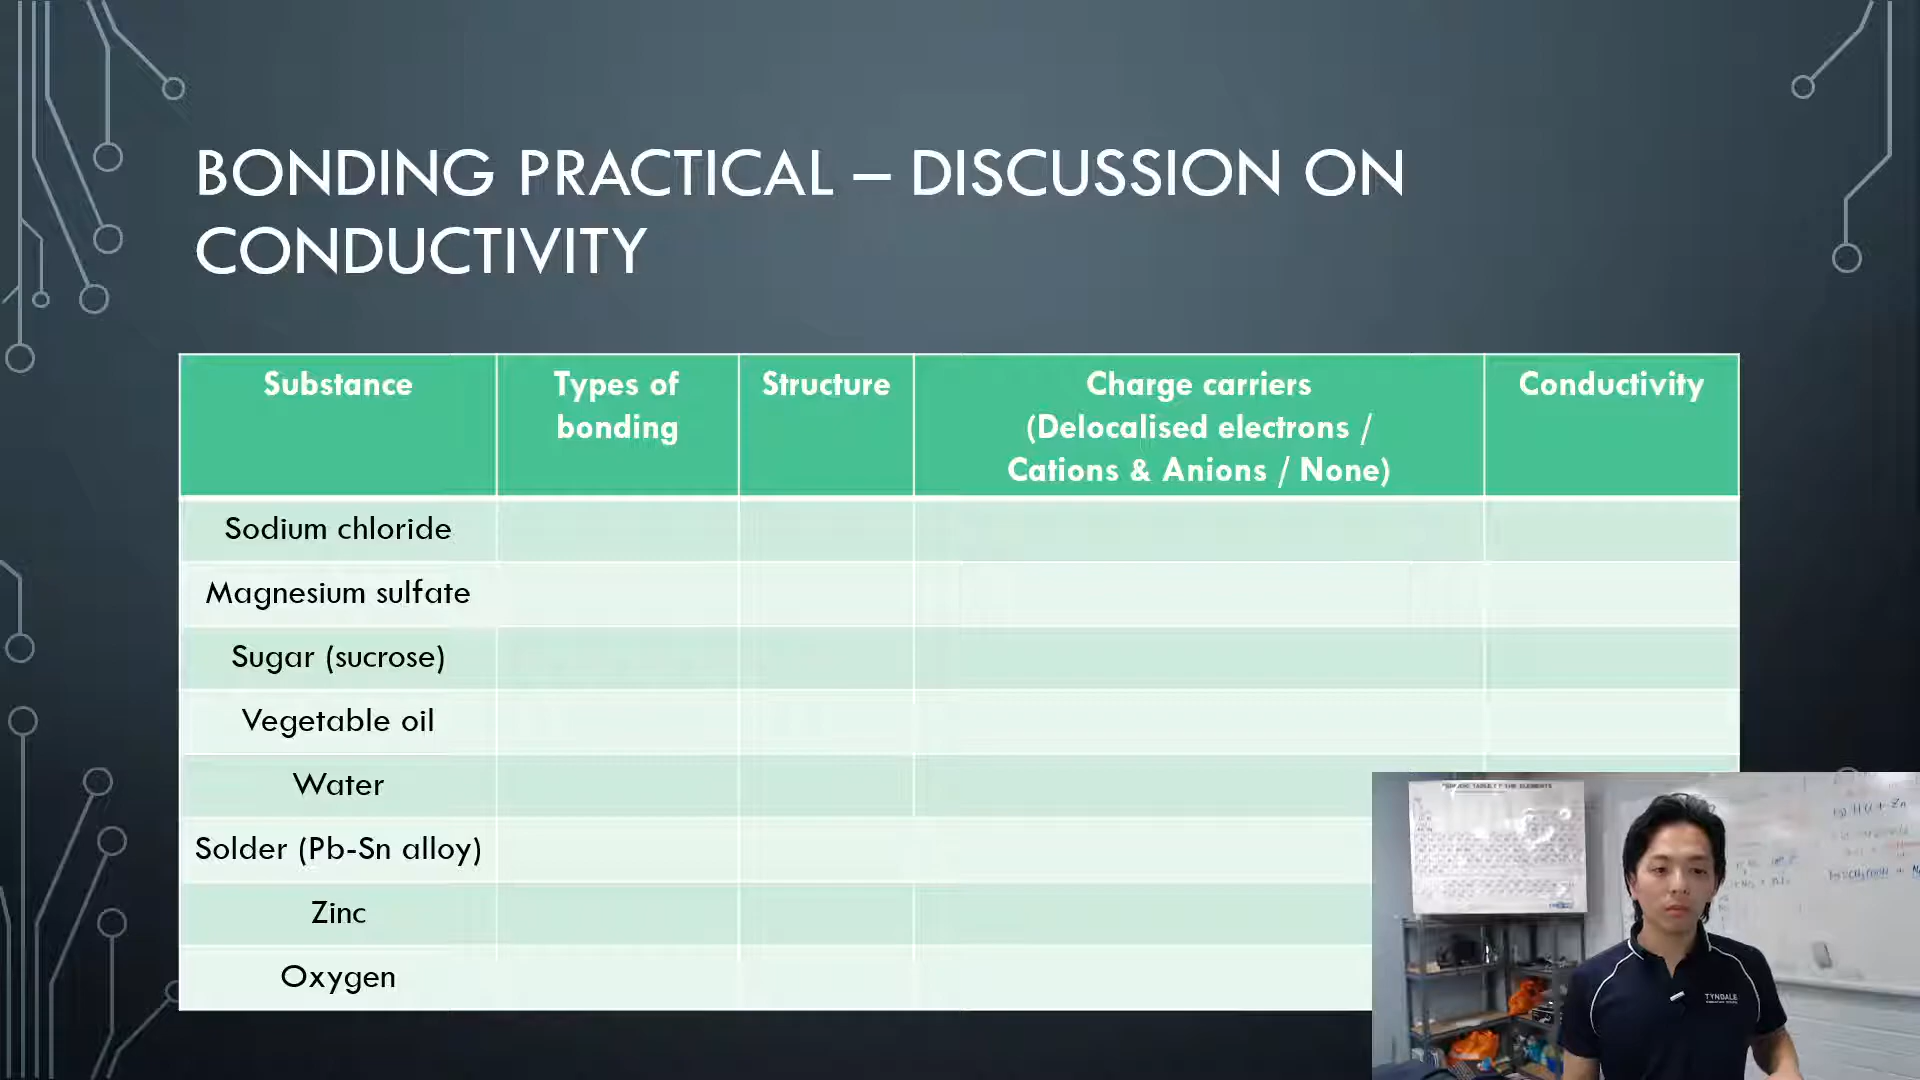 BONDING PRACTICAL – DISCUSSION ON
CONDUCTIVITY
Substance
Types of
bonding
Structure
Charge carriers
(Delocalised electrons /
Cations & Anions / None)
Conductivity
Sodium chloride
Magnesium sulfate
Sugar (sucrose)
Vegetable oil
Water
Solder (Pb-Sn alloy)
Zinc
Oxygen
TYNDALE